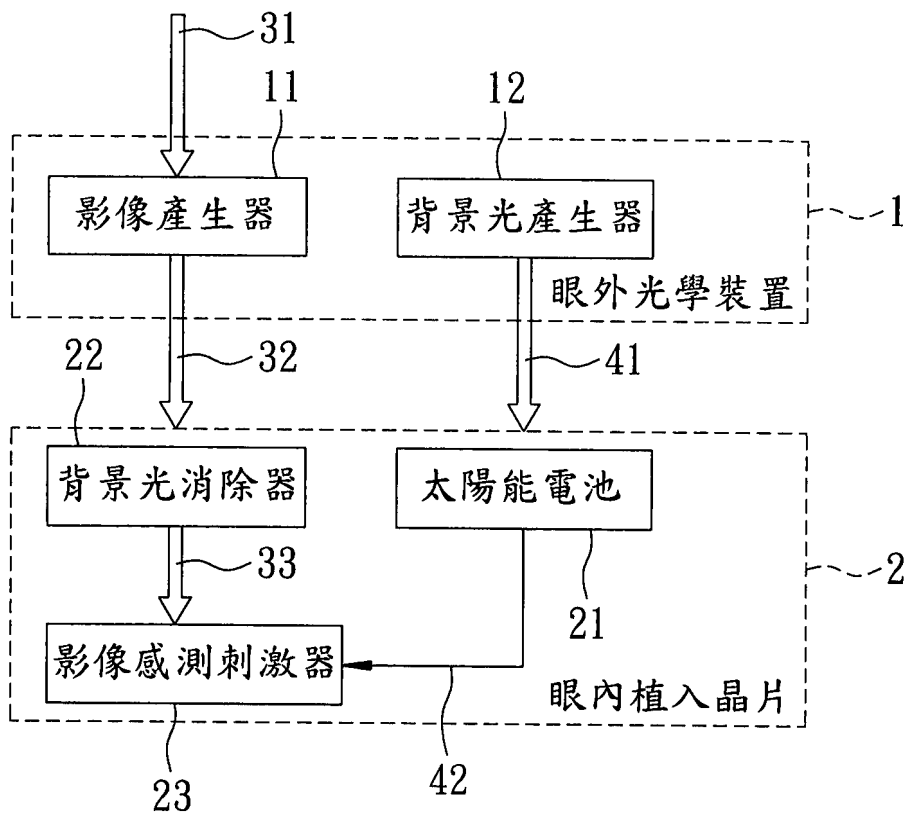 31
11
12
影像產生器
背景光產生器
1
眼外光學裝置
22
32
41
背景光消除器
太陽能電池
33
21
2
影像感測刺激器
眼內植入晶片
23
42